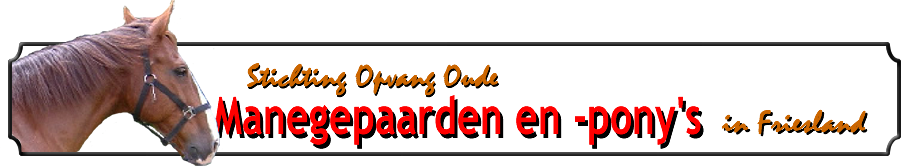 Stichting Opvang Oude
Manegepaarden en -pony's in Friesland